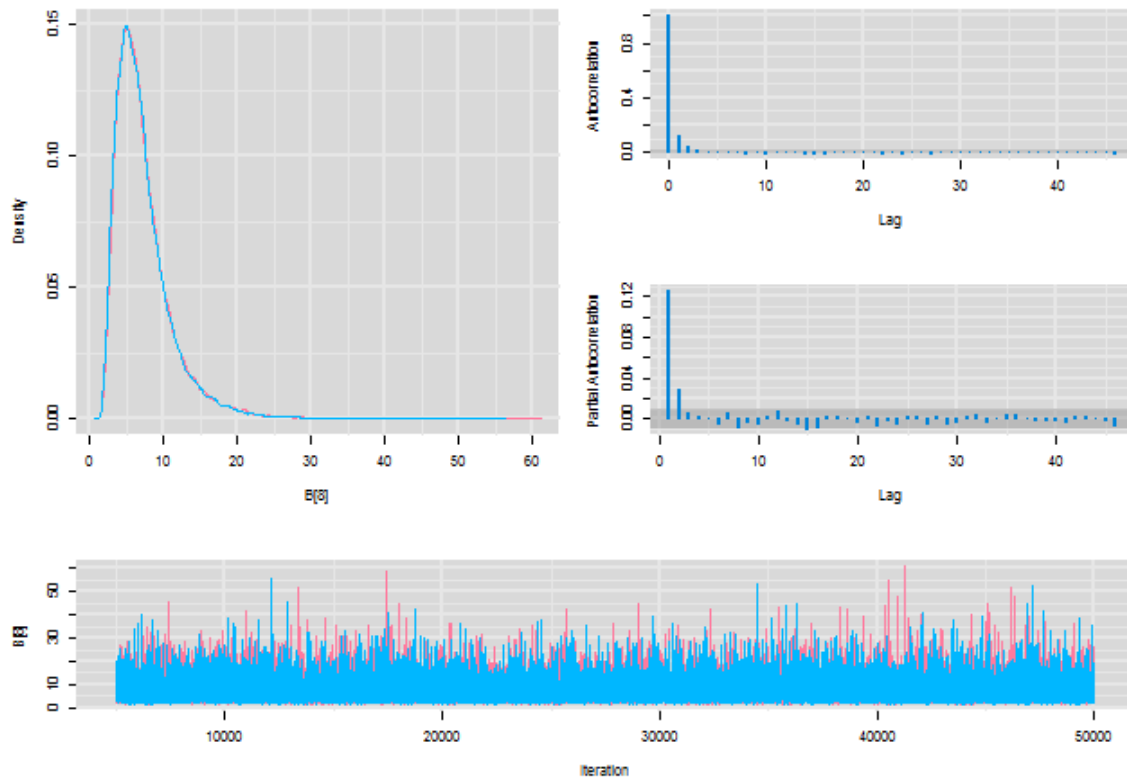 Density
0.00 0.05 0.10 0.15
0 10 20 30 40 50 60
B[8]
Autocorrelation
0.0 0.4 0.8
0 10 20 30 40
Lag
Partial Autocorrelation
0.00 0.04 0.08 0.12
0 10 20 30 40
Lag
B[8]
0 10 30 50
10000 20000 30000 40000 50000
Iteration